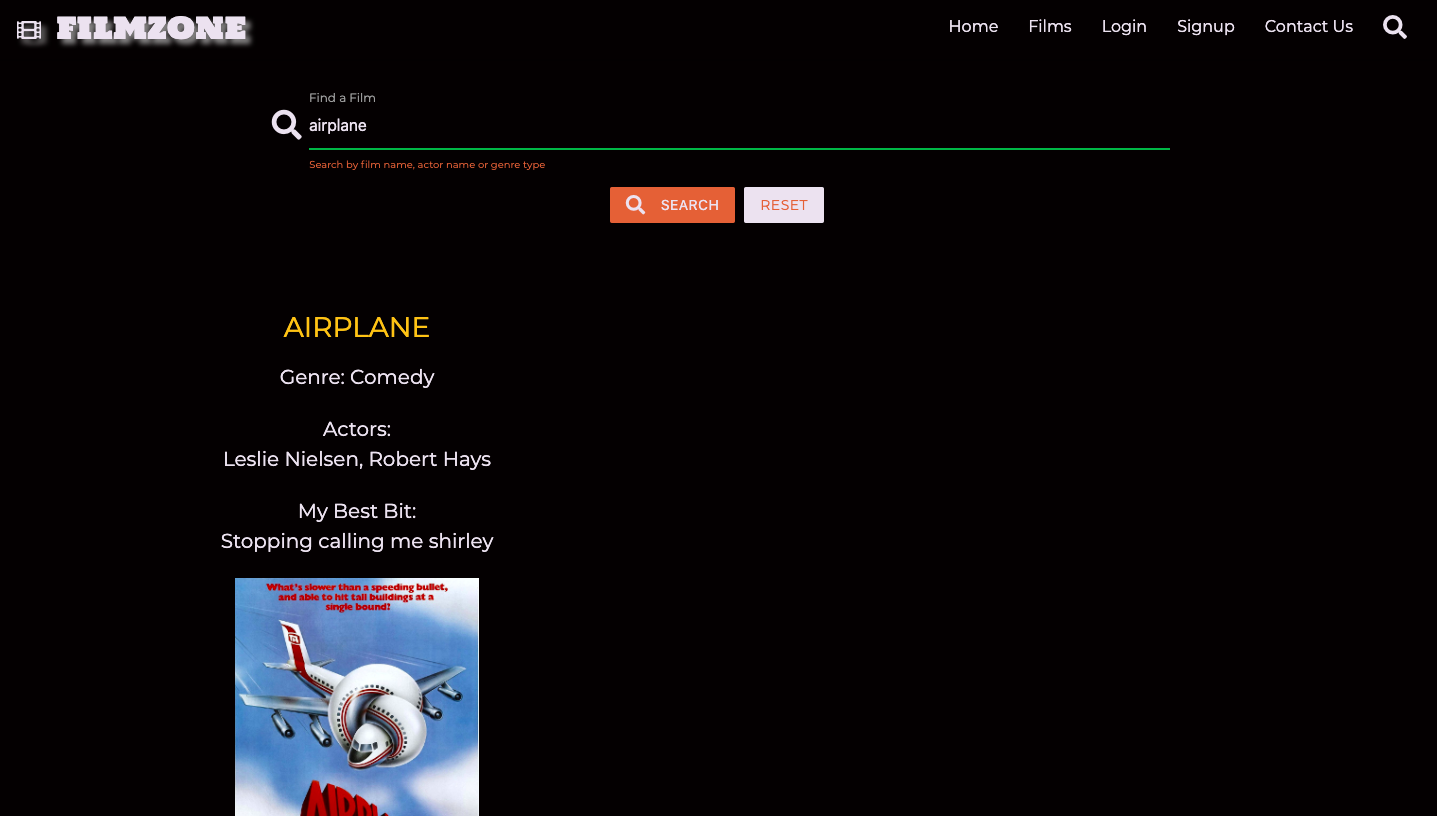 FILMZONE
Home Films Login Signup Contact Us
Find a Film
airplane
Search by film name, actor name or genre type
SEARCH RESET
AIRPLANE
Genre: Comedy
Actors:
Leslie Nielsen, Robert Hays
My Best Bit:
Stopping calling me shirley
What's slower than a speeding bullet,
and able to hit tall buildings at a
single bound?